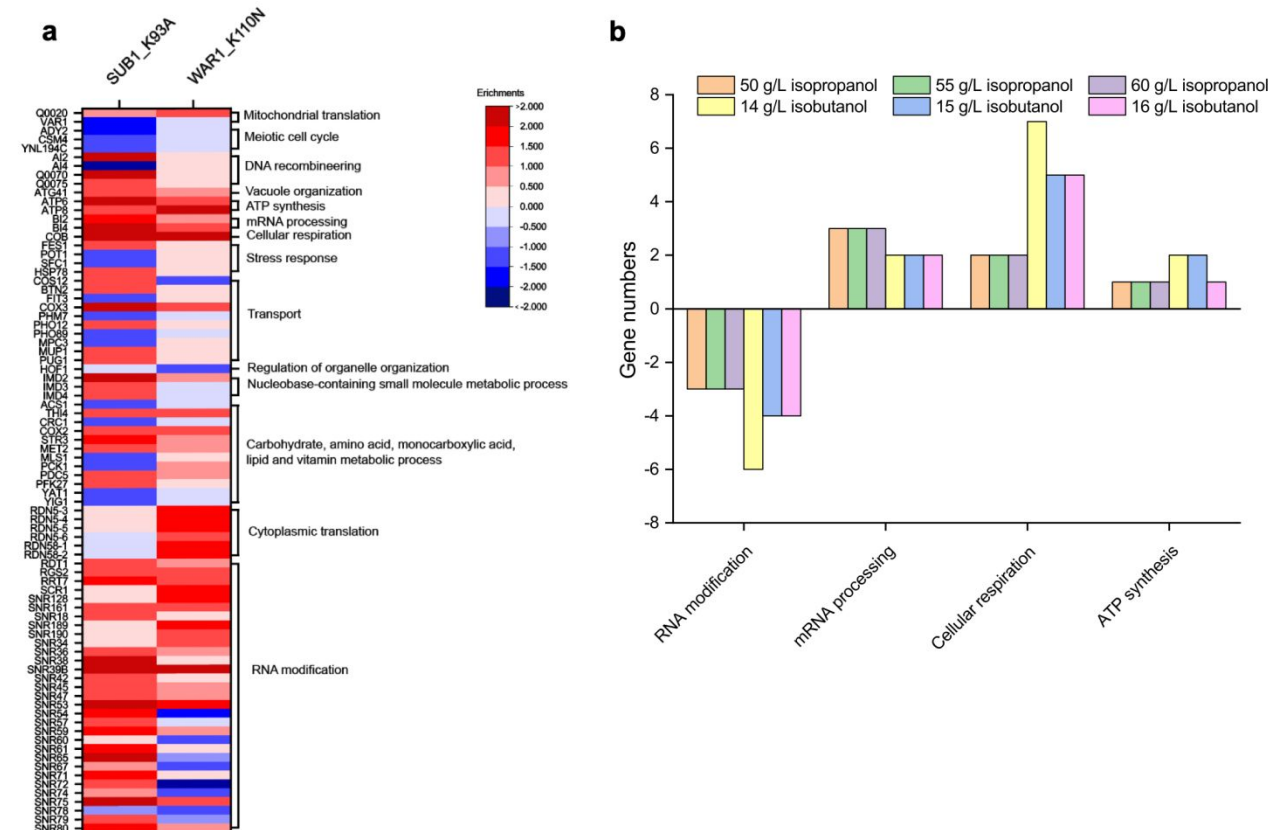 a
SUB1_K93A
WAR1_K110N
Enrichments
>2.000
2.000
1.500
1.000
0.500
-0.500
-1.000
-1.500
-2.000
<-2.000
Q0020
VAR1
ADY2
CSM4
YNL194C
AI2
AI4
Q0070
Q0075
ATG41
ATP6
ATP8
BI2
BI4
COB
FES1
POT1
SFC1
HSP78
COS12
BTN2
FIT3
COX3
PHM7
PHO12
PHO89
MPC3
MUP1
PUG1
HOF1
IMD2
IMD3
IMD4
ACS1
THI4
CRC1
COX2
STR3
MET2
MLS1
PCK1
PDC5
PFK27
YAT1
YIG1
RDN5-3
RDN5-4
RDN5-5
RDN5-6
RDN58-1
RDN58-2
RDT1
RGS2
RRT7
SCR1
SNR128
SNR161
SNR18
SNR189
SNR190
SNR34
SNR36
SNR38
SNR39B
SNR42
SNR45
SNR47
SNR53
SNR54
SNR57
SNR59
SNR60
SNR61
SNR65
SNR67
SNR71
SNR72
SNR74
SNR75
SNR78
SNR79
SNR80
Mitochondrial translation
Meiotic cell cycle
DNA recombineering
Vacuole organization
ATP synthesis
mRNA processing
Cellular respiration
Stress response
Transport
Regulation of organelle organization
Nucleobase-containing small molecule metabolic process
Carbohydrate, amino acid, monocarboxylic acid,
lipid and vitamin metabolic process
Cytoplasmic translation
RNA modification
b
50 g/L isopropanol
55 g/L isopropanol
60 g/L isopropanol
14 g/L isobutanol
15 g/L isobutanol
16 g/L isobutanol
Gene numbers
8
6
4
2
0
-2
-4
-6
-8
RNA modification
mRNA processing
Cellular respiration
ATP synthesis